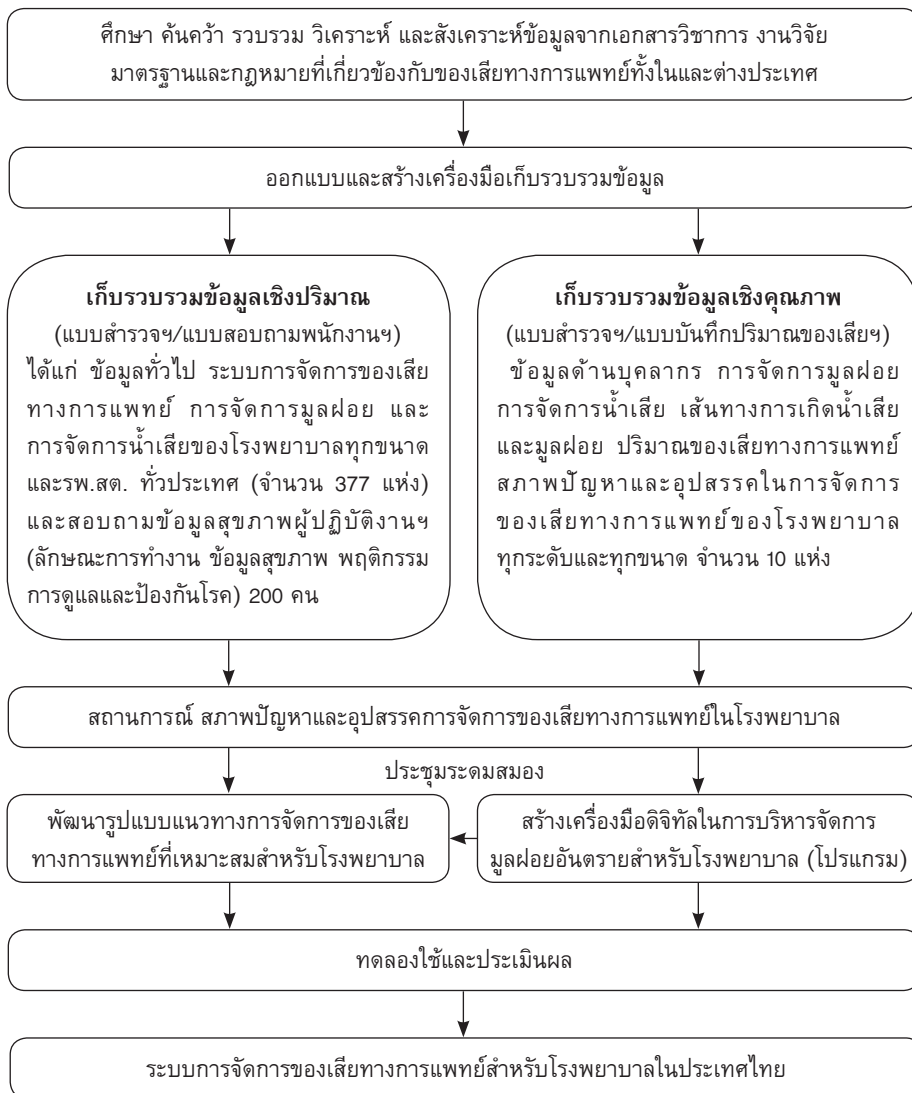 ศึกษา ค้นคว้า รวบรวม วิเคราะห์ และสังเคราะห์ข้อมูลจากเอกสารวิชาการ งานวิจัย
มาตรฐานและกฎหมายที่เกี่ยวข้องกับของเสียทางการแพทย์ทั้งในและต่างประเทศ
ออกแบบและสร้างเครื่องมือเก็บรวบรวมข้อมูล
เก็บรวบรวมข้อมูลเชิงปริมาณ
(แบบสำรวจฯ/แบบสอบถามพนักงานฯ)
ได้แก่ ข้อมูลทั่วไป ระบบการจัดการของเสีย
ทางการแพทย์ การจัดการมูลฝอย และ
การจัดการน้ำเสียของโรงพยาบาลทุกขนาด
และรพ.สต. ทั่วประเทศ (จำนวน 377 แห่ง)
และสอบถามข้อมูลสุขภาพผู้ปฏิบัติงานฯ
(ลักษณะการทำงาน ข้อมูลสุขภาพ พฤติกรรม
การดูแลและป้องกันโรค) 200 คน
เก็บรวบรวมข้อมูลเชิงคุณภาพ
(แบบสำรวจฯ/แบบบันทึกปริมาณของเสียฯ)
ข้อมูลด้านบุคลากร การจัดการมูลฝอย
การจัดการน้ำเสีย เส้นทางการเกิดน้ำเสีย
และมูลฝอย ปริมาณของเสียทางการแพทย์
สภาพปัญหาและอุปสรรคในการจัดการ
ของเสียทางการแพทย์ของโรงพยาบาล
ทุกระดับและทุกขนาด จำนวน 10 แห่ง
สถานการณ์ สภาพปัญหาและอุปสรรคการจัดการของเสียทางการแพทย์ในโรงพยาบาล
ประชุมระดมสมอง
พัฒนารูปแบบแนวทางการจัดการของเสีย
ทางการแพทย์ที่เหมาะสมสำหรับโรงพยาบาล
สร้างเครื่องมือดิจิทัลในการบริหารจัดการ
มูลฝอยอันตรายสำหรับโรงพยาบาล (โปรแกรม)
ทดลองใช้และประเมินผล
ระบบการจัดการของเสียทางการแพทย์สำหรับโรงพยาบาลในประเทศไทย